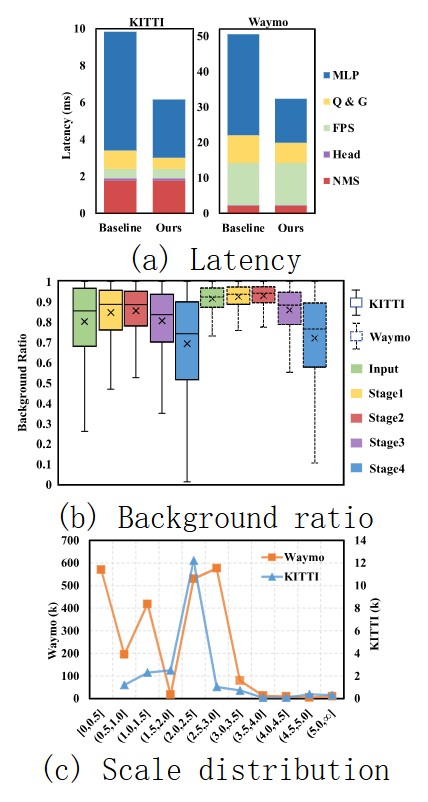 KITTI Waymo
Latency (ms)
10
8
6
4
2
0
50
40
30
20
10
0
Baseline Ours Baseline Ours
MLP
Q & G
FPS
Head
NMS
(a) Latency
Background Ratio
1
0.9
0.8
0.7
0.6
0.5
0.4
0.3
0.2
0.1
0
KITTI
Waymo
Input
Stage1
Stage2
Stage3
Stage4
(b) Background ratio
Waymo (k)
700
600
500
400
300
200
100
0
Waymo
KITTI
14
12
10
8
6
4
2
0
KITTI (k)
[0,0.5]
(0.5,1.0]
(1.0,1.5]
(1.5,2.0]
(2.0,2.5]
(2.5,3.0]
(3.0,3.5]
(3.5,4.0]
(4.0,4.5]
(4.5,5.0]
(5.0,∞]
(c) Scale distribution